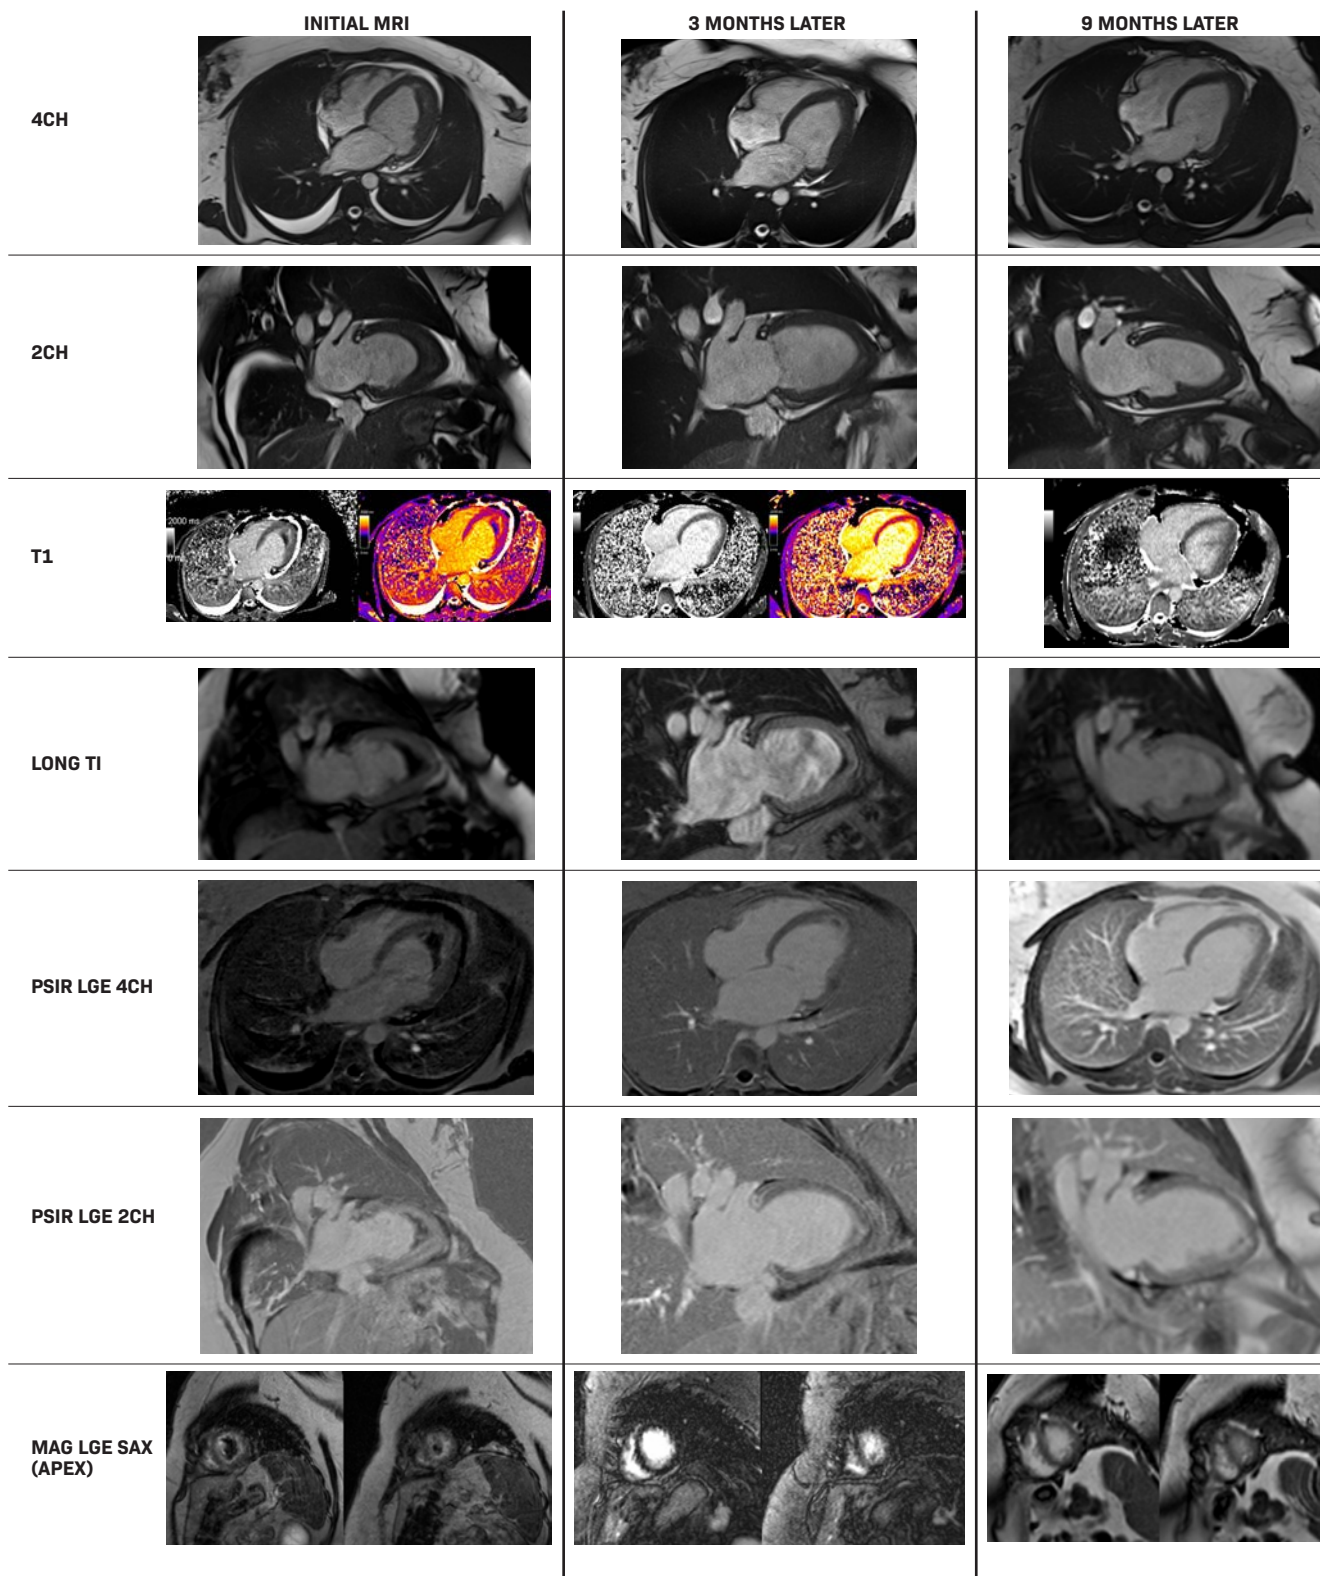 INITIAL MRI
3 MONTHS LATER
9 MONTHS LATER
4CH
2CH
T1
2000 ms
LONG TI
PSIR LGE 4CH
PSIR LGE 2CH
MAG LGE SAX
(APEX)